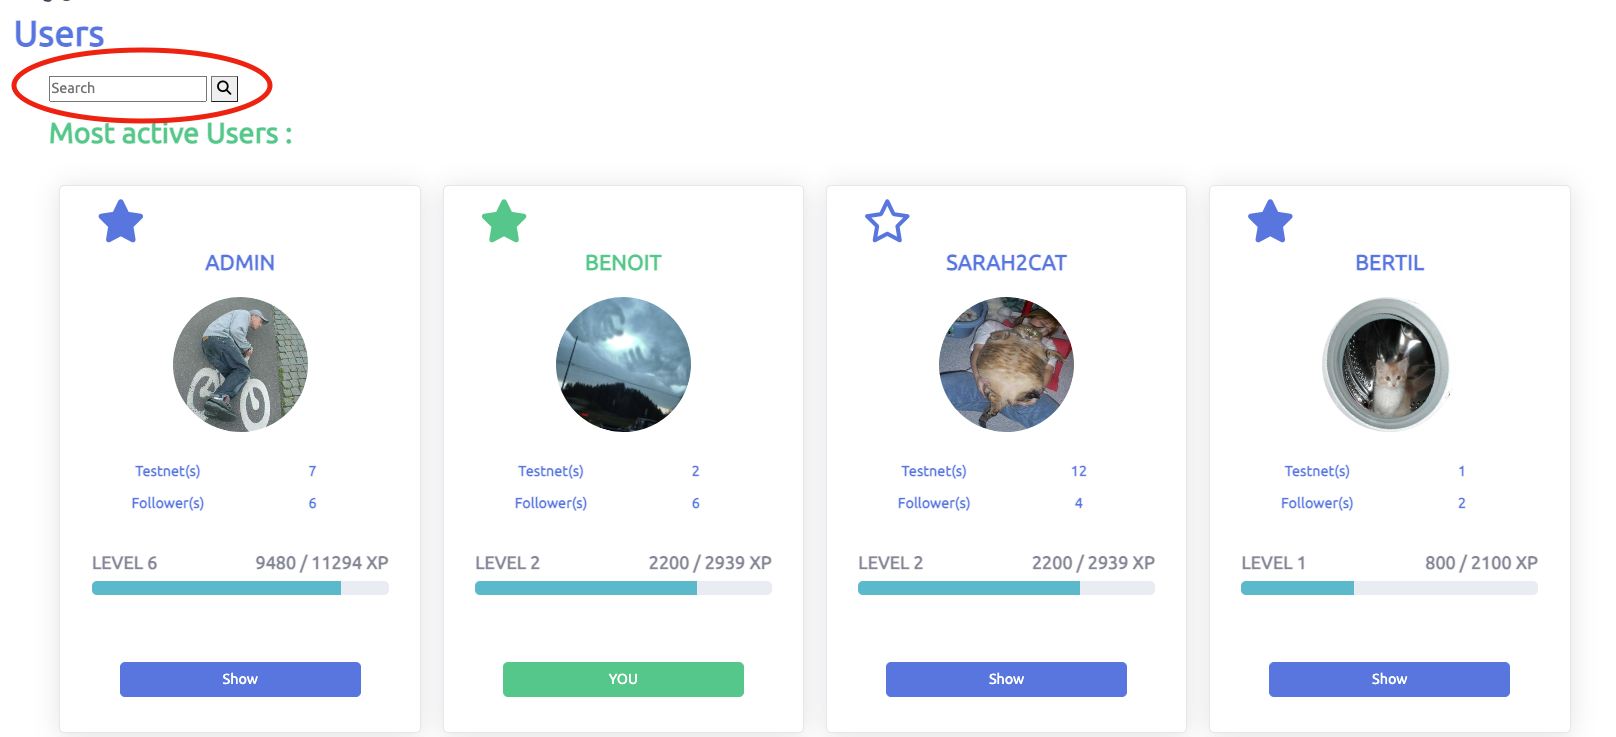 Users
Search
Most active Users :
ADMIN
Testnet(s) 7
Follower(s) 6
LEVEL 6 9480 / 11294 XP
Show
BENOIT
Testnet(s) 2
Follower(s) 6
LEVEL 2 2200 / 2939 XP
YOU
SARAH2CAT
Testnet(s) 12
Follower(s) 4
LEVEL 2 2200 / 2939 XP
Show
BERTIL
Testnet(s) 1
Follower(s) 2
LEVEL 1 800 / 2100 XP
Show